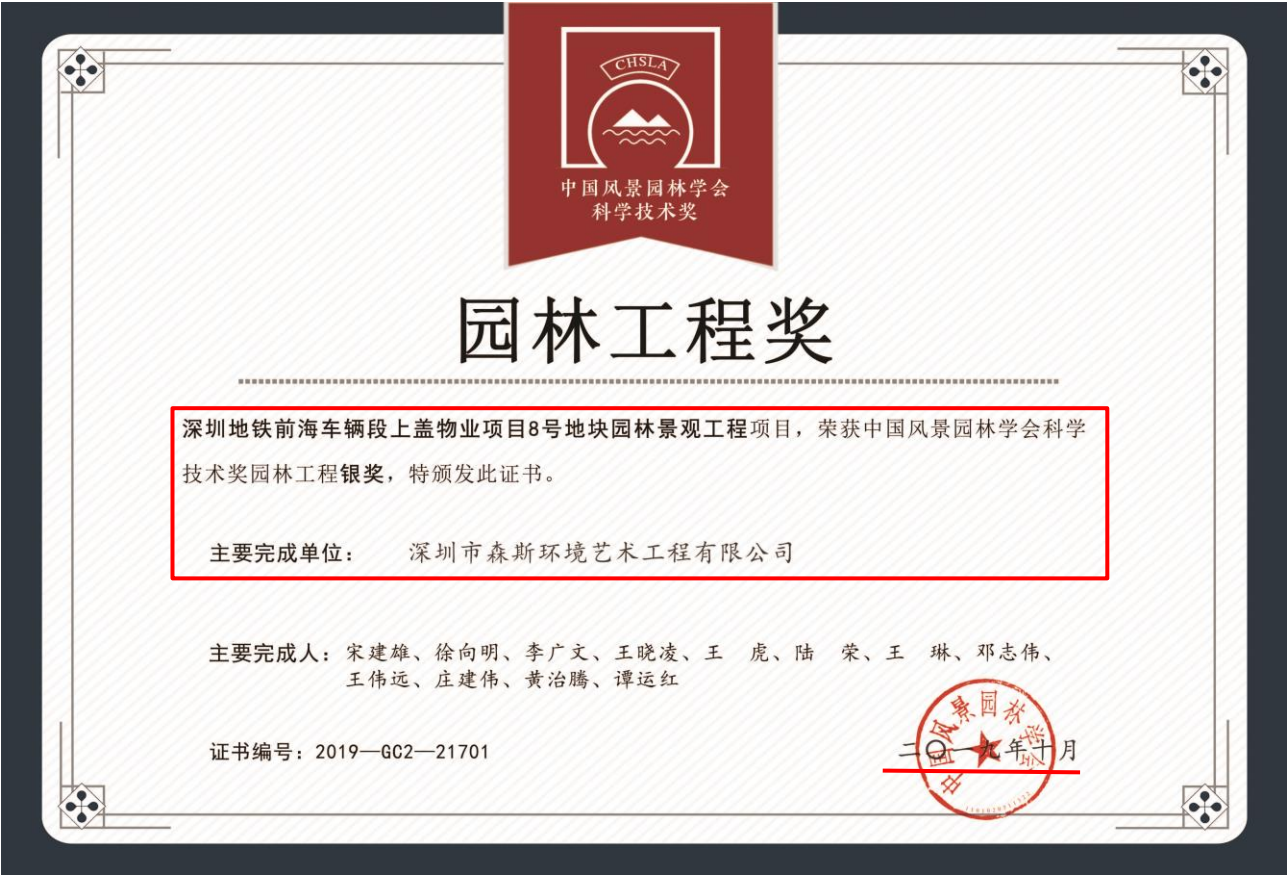 CHSLA
中国风景园林学会
科学技术奖
园林工程奖
深圳地铁前海车辆段上盖物业项目8号地块园林景观工程项目，荣获中国风景园林学会科学
技术奖园林工程银奖，特颁发此证书。
主要完成单位： 深圳市森斯环境艺术工程有限公司
主要完成人：宋建雄、徐向明、李广文、王晓凌、王　虎、陆　荣、王　琳、邓志伟、
王伟远、庄建伟、黄治腾、谭运红
证书编号：2019—GC2—21701
二〇一九年十月
中国风景园林学会